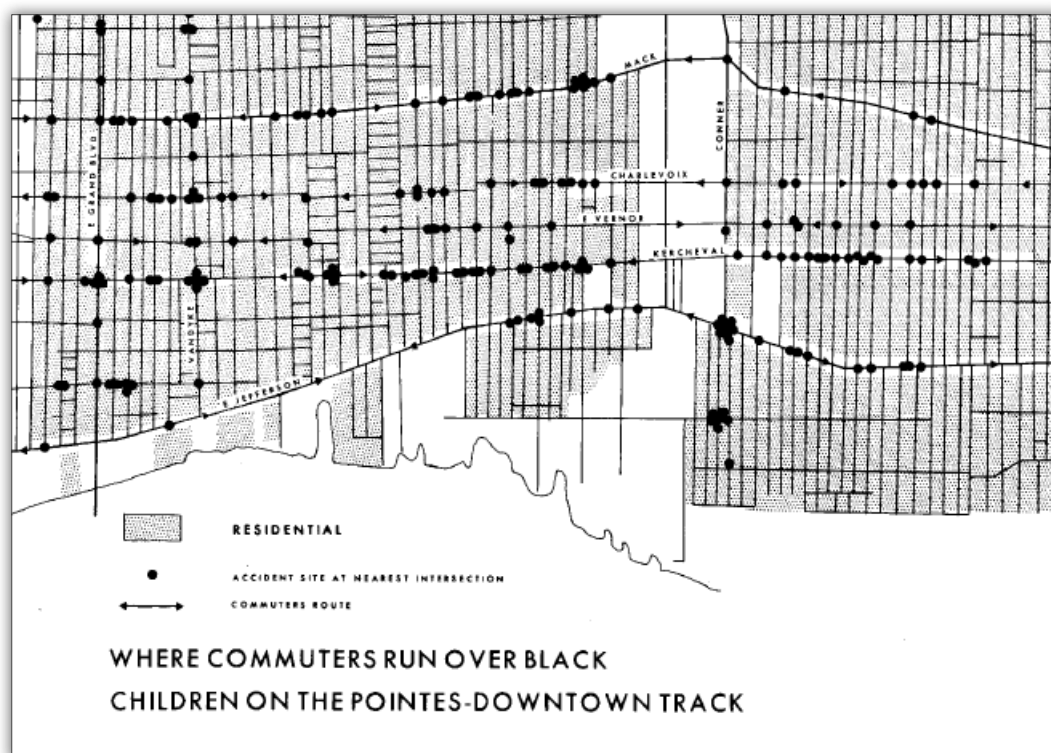 MACK
CONNER
E GRAND BLVD
CHARLEVOIX
E VERNOR
KERCHEVAL
VANDYKE
E JEFFERSON
RESIDENTIAL
ACCIDENT SITE AT NEAREST INTERSECTION
COMMUTERS ROUTE
WHERE COMMUTERS RUN OVER BLACK
CHILDREN ON THE POINTES-DOWNTOWN TRACK